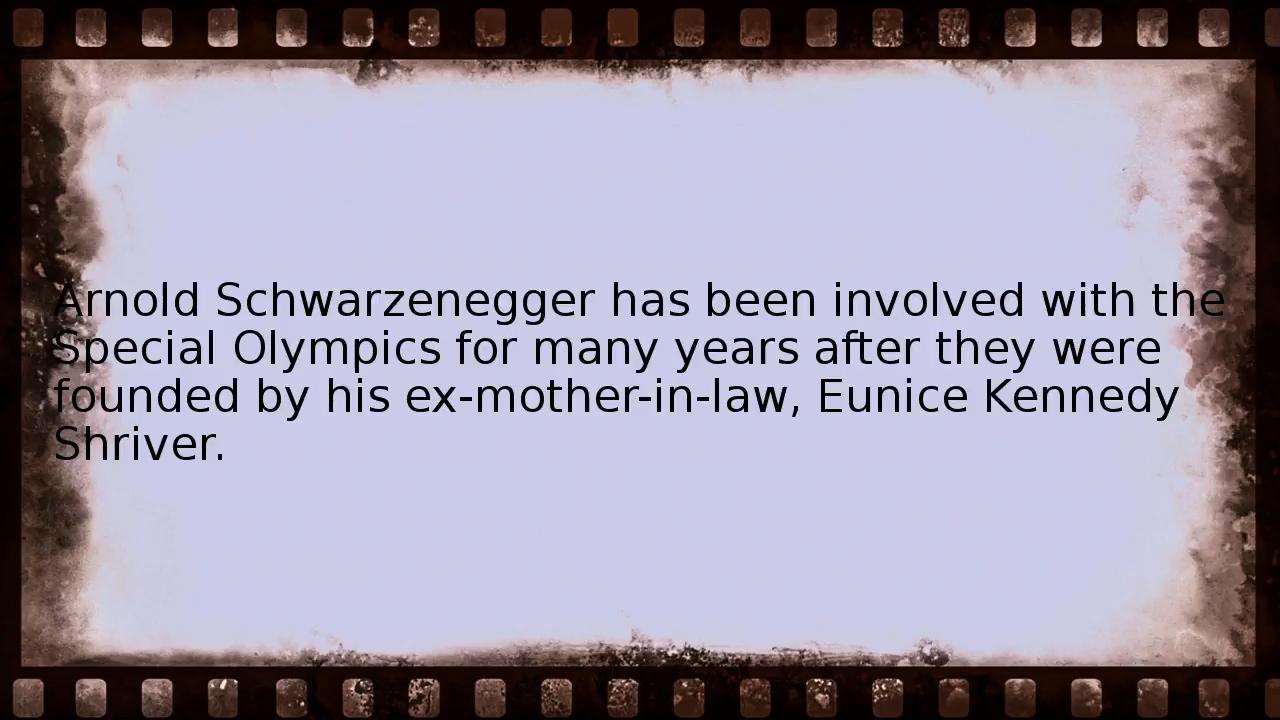 Arnold Schwarzenegger has been involved with the
Special Olympics for many years after they were
founded by his ex-mother-in-law, Eunice Kennedy
Shriver.